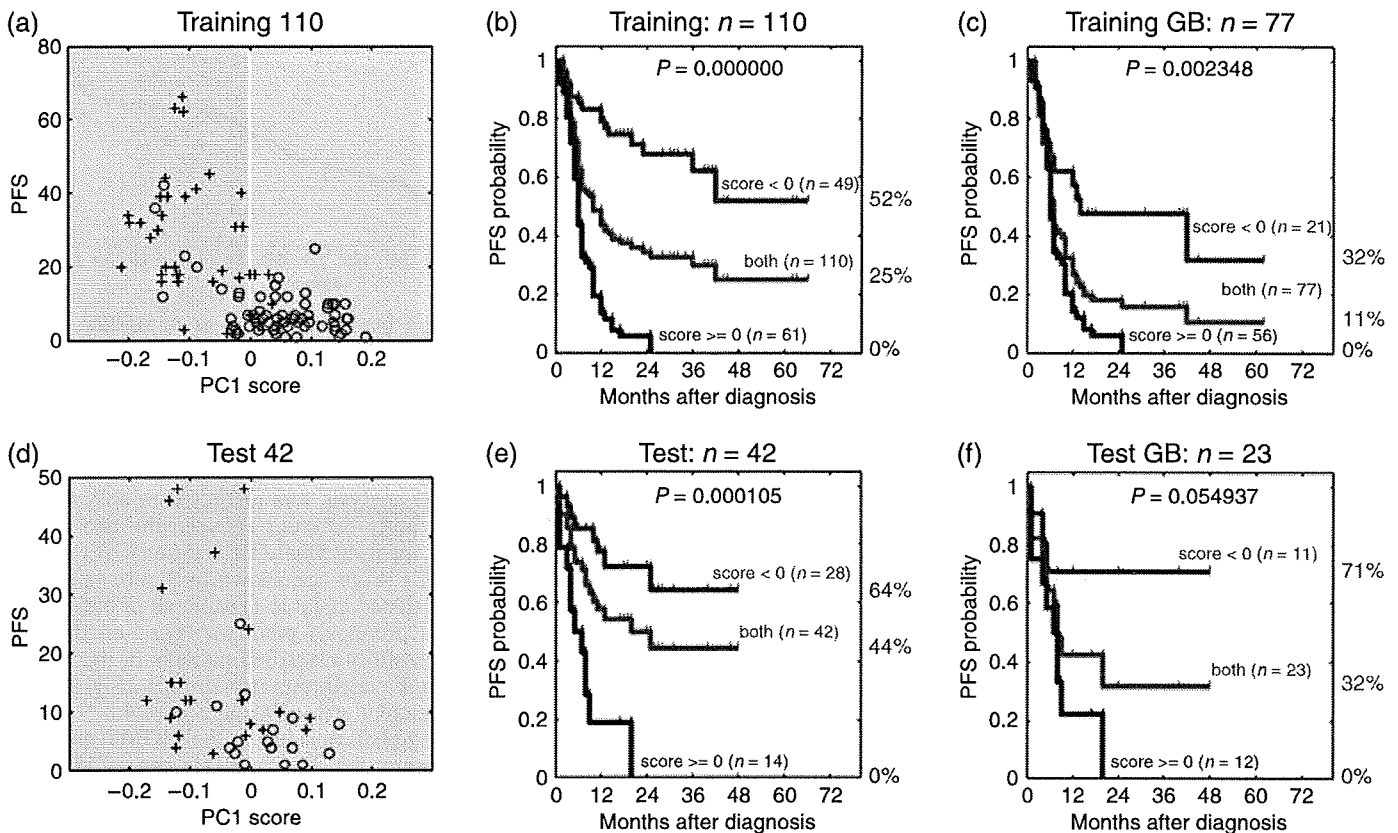 (a) Training 110
80
60
40
20
0
PFS
−0.2 −0.1 0 0.1 0.2
PC1 score
(b) Training: n = 110
P = 0.000000
1
0.8
0.6
0.4
0.2
0
PFS probability
score < 0 (n = 49)
52%
both (n = 110)
25%
score >= 0 (n = 61)
0%
0 12 24 36 48 60 72
Months after diagnosis
(c) Training GB: n = 77
P = 0.002348
1
0.8
0.6
0.4
0.2
0
PFS probability
score < 0 (n = 21)
32%
both (n = 77)
11%
score >= 0 (n = 56)
0%
0 12 24 36 48 60 72
Months after diagnosis
(d) Test 42
50
40
30
20
10
0
PFS
−0.2 −0.1 0 0.1 0.2
PC1 score
(e) Test: n = 42
P = 0.000105
1
0.8
0.6
0.4
0.2
0
PFS probability
score < 0 (n = 28)
64%
both (n = 42)
44%
score >= 0 (n = 14)
0%
0 12 24 36 48 60 72
Months after diagnosis
(f) Test GB: n = 23
P = 0.054937
1
0.8
0.6
0.4
0.2
0
PFS probability
score < 0 (n = 11)
71%
both (n = 23)
32%
score >= 0 (n = 12)
0%
0 12 24 36 48 60 72
Months after diagnosis